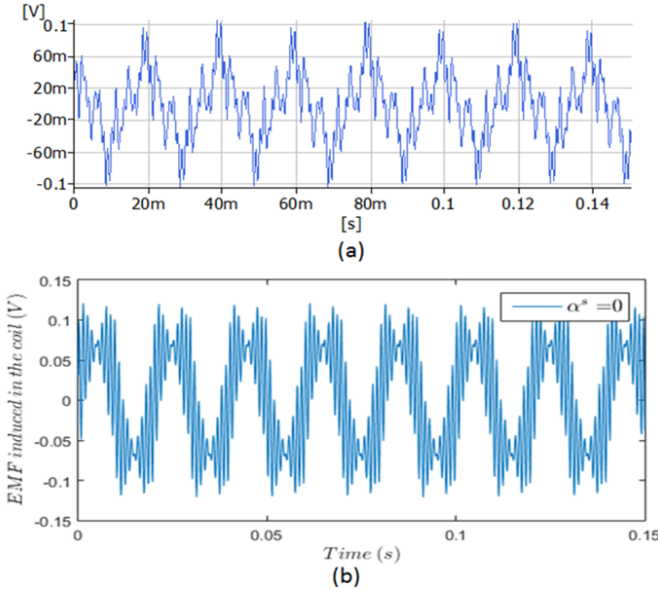 [V]
0.1
60m
20m
-20m
-60m
-0.1
0 20m 40m 60m 80m 0.1 0.12 0.14
[s]
(a)
EMF induced in the coil (V)
0.15
0.1
0.05
0
-0.05
-0.1
-0.15
α^s =0
0 0.05 0.1 0.15
Time (s)
(b)